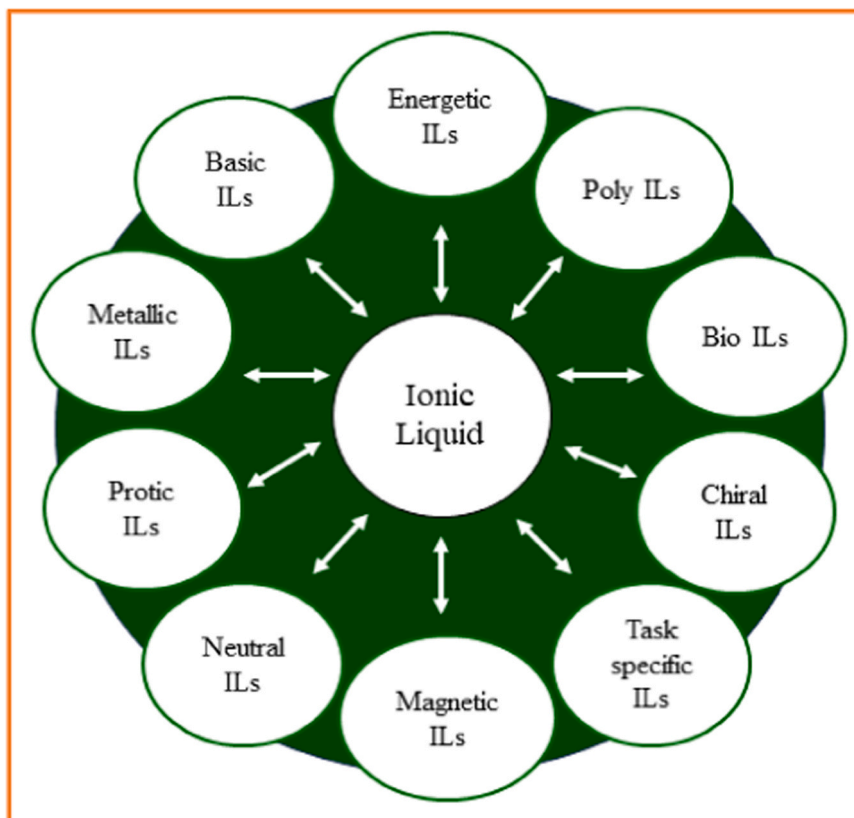 Energetic
ILs
Basic
ILs
Poly ILs
Metallic
ILs
Bio ILs
Ionic
Liquid
Protic
ILs
Chiral
ILs
Neutral
ILs
Task
specific
ILs
Magnetic
ILs